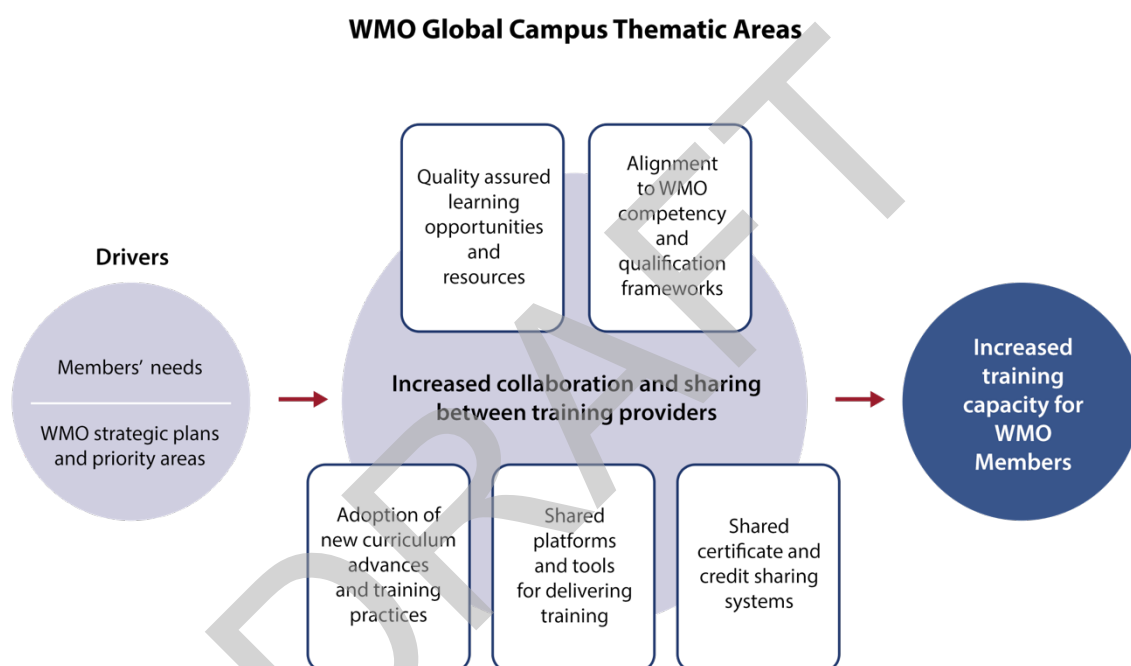 WMO Global Campus Thematic Areas
Drivers
Members' needs
WMO strategic plans
and priority areas
Quality assured
learning
opportunities
and
resources
Alignment
to WMO
competency
and
qualification
frameworks
Increased collaboration and sharing
between training providers
Adoption of
new curriculum
advances
and training
practices
Shared
platforms
and tools
for delivering
training
Shared
certificate and
credit sharing
systems
Increased
training
capacity for
WMO
Members
DRAFT